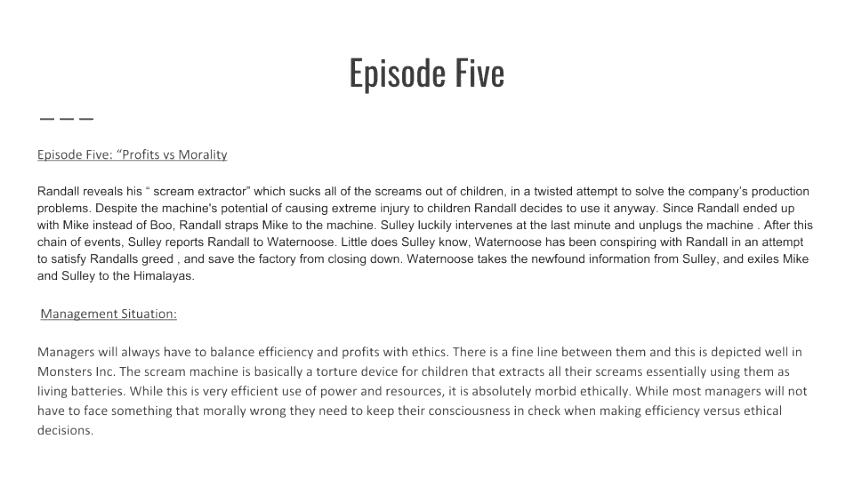 Episode Five
Episode Five: “Profits vs Morality
Randall reveals his “ scream extractor” which sucks all of the screams out of children, in a twisted attempt to solve the company’s production
problems. Despite the machine's potential of causing extreme injury to children Randall decides to use it anyway. Since Randall ended up
with Mike instead of Boo, Randall straps Mike to the machine. Sulley luckily intervenes at the last minute and unplugs the machine . After this
chain of events, Sulley reports Randall to Waternoose. Little does Sulley know, Waternoose has been conspiring with Randall in an attempt
to satisfy Randalls greed , and save the factory from closing down. Waternoose takes the newfound information from Sulley, and exiles Mike
and Sulley to the Himalayas.
Management Situation:
Managers will always have to balance efficiency and profits with ethics. There is a fine line between them and this is depicted well in
Monsters Inc. The scream machine is basically a torture device for children that extracts all their screams essentially using them as
living batteries. While this is very efficient use of power and resources, it is absolutely morbid ethically. While most managers will not
have to face something that morally wrong they need to keep their consciousness in check when making efficiency versus ethical
decisions.